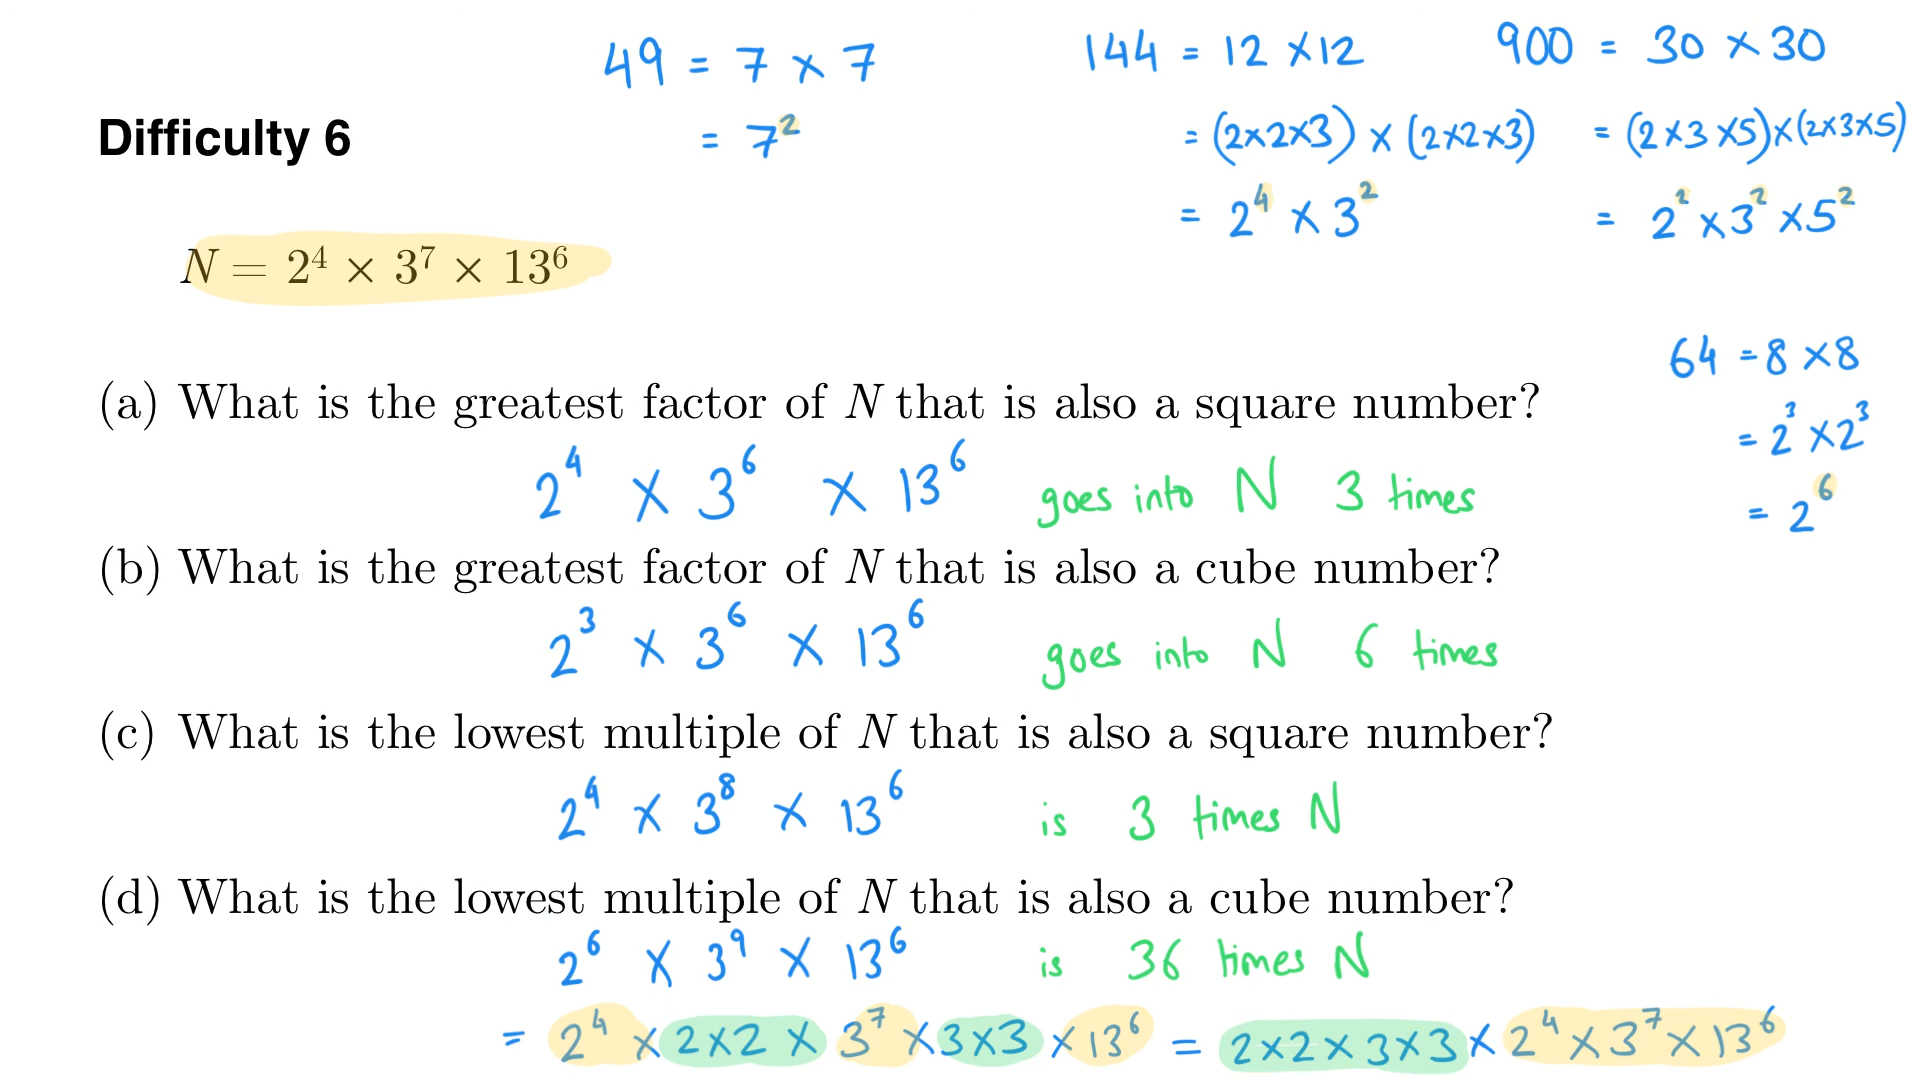 49 = 7 × 7
= 7²
144 = 12 × 12
= (2×2×3) × (2×2×3)
= 2⁴ × 3²
900 = 30 × 30
= (2×3×5)×(2×3×5)
= 2² × 3² × 5²
Difficulty 6
N = 2⁴ × 3⁷ × 13⁶
64 = 8 × 8
= 2³ × 2³
= 2⁶
(a) What is the greatest factor of N that is also a square number?
2⁴ × 3⁶ × 13⁶ goes into N 3 times
(b) What is the greatest factor of N that is also a cube number?
2³ × 3⁶ × 13⁶ goes into N 6 times
(c) What is the lowest multiple of N that is also a square number?
2⁴ × 3⁸ × 13⁶ is 3 times N
(d) What is the lowest multiple of N that is also a cube number?
2⁶ × 3⁹ × 13⁶ is 36 times N
= 2⁴ × 2×2 × 3⁷ × 3×3 × 13⁶ = 2×2×3×3 × 2⁴ × 3⁷ × 13⁶